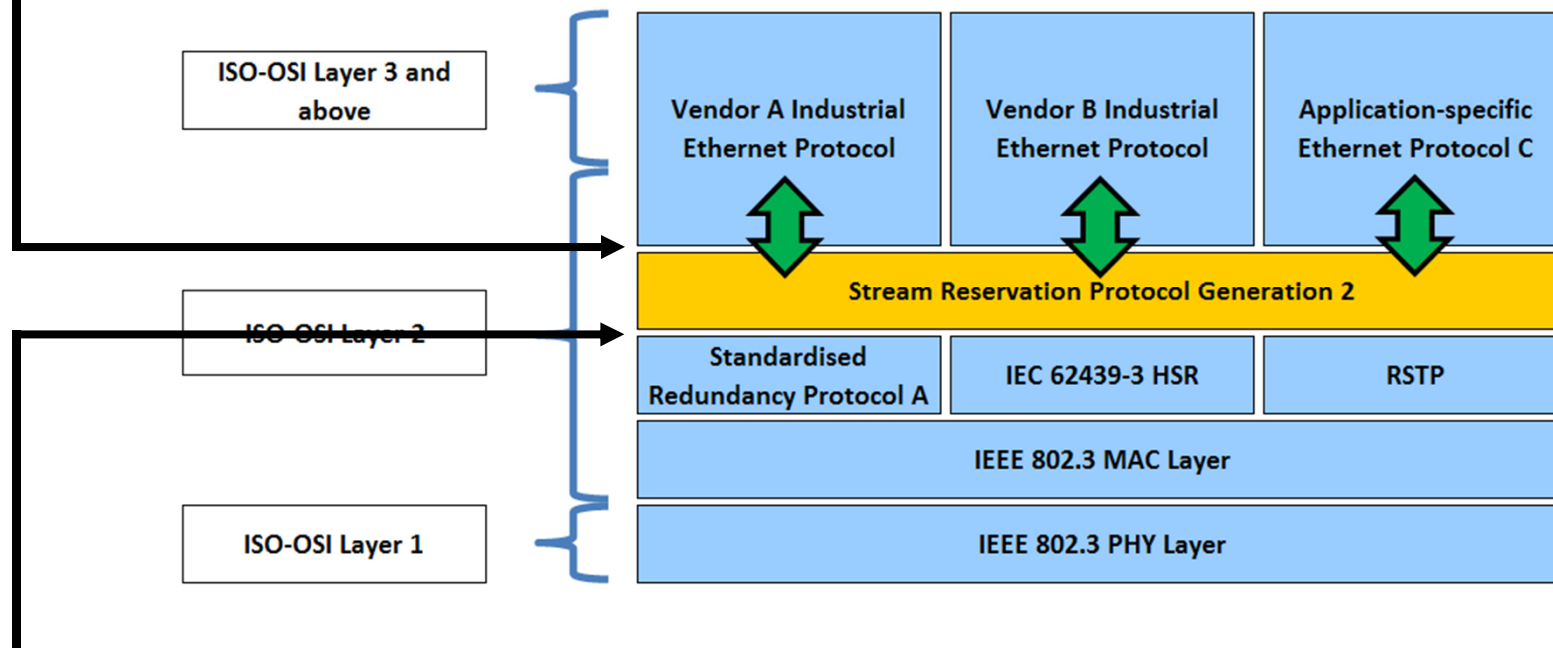 ISO-OSI Layer 3 and
above
Vendor A Industrial
Ethernet Protocol
Vendor B Industrial
Ethernet Protocol
Application-specific
Ethernet Protocol C
Stream Reservation Protocol Generation 2
ISO-OSI Layer 2
Standardised
Redundancy Protocol A
IEC 62439-3 HSR
RSTP
IEEE 802.3 MAC Layer
ISO-OSI Layer 1
IEEE 802.3 PHY Layer